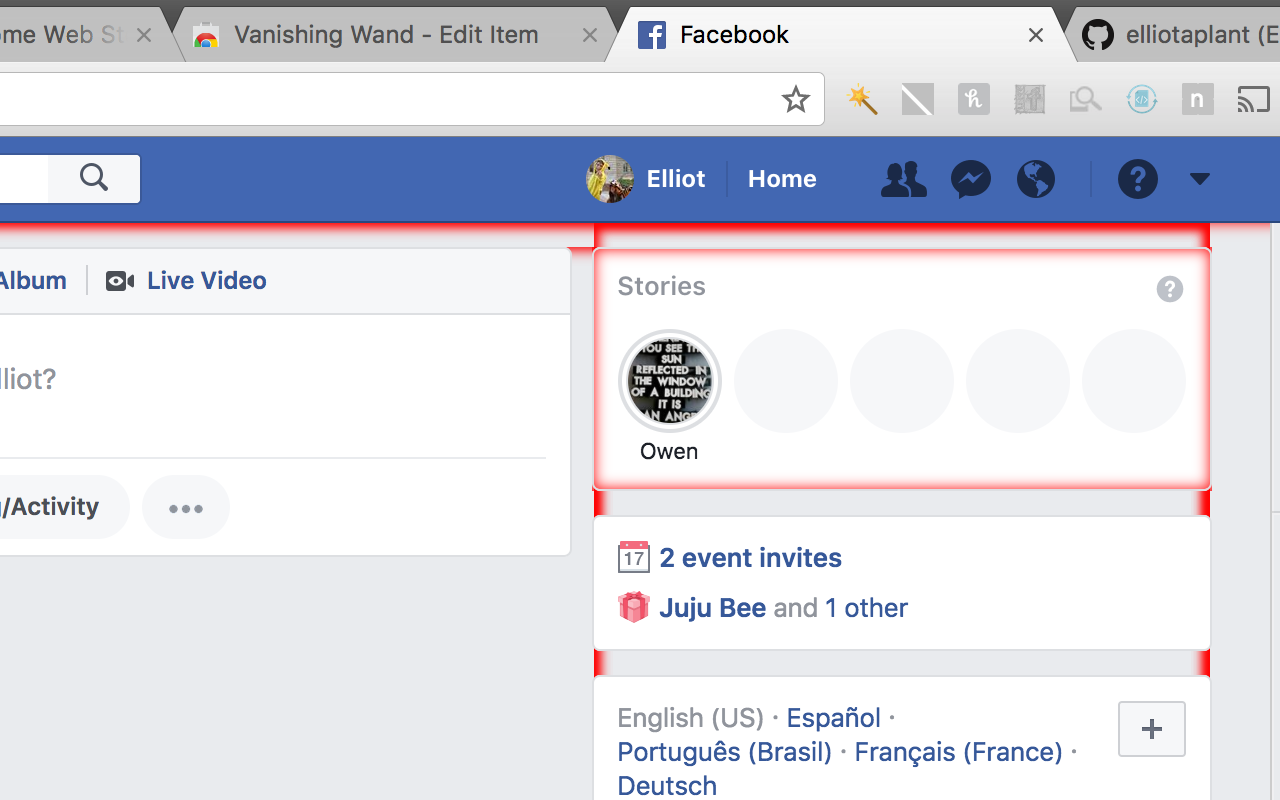 ome Web St
Vanishing Wand - Edit Item
Facebook
elliotaplant (E
Elliot
Home
Album
Live Video
Stories
lliot?
YOU SEE TH
SUN
REFLECTED IN
THE WINDOW
OF A BUILDING
IT IS
AN ANGE
Owen
g/Activity
17
2 event invites
Juju Bee and 1 other
English (US) · Español ·
Português (Brasil) · Français (France) ·
Deutsch